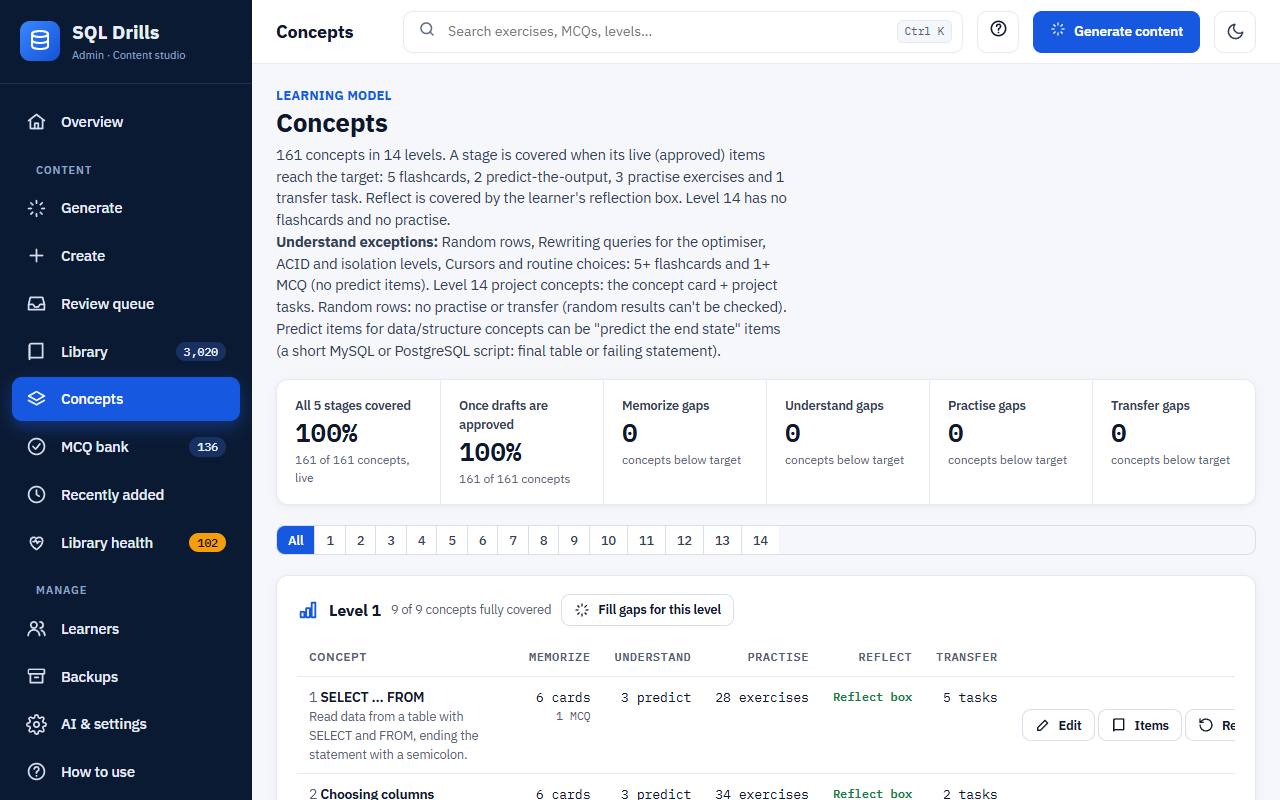 SQL Drills
Admin · Content studio
Overview
CONTENT
Generate
Create
Review queue
Library 3,020
Concepts
MCQ bank 136
Recently added
Library health 102
MANAGE
Learners
Backups
AI & settings
How to use
Concepts
Search exercises, MCQs, levels...
Ctrl K
Generate content
LEARNING MODEL
Concepts
161 concepts in 14 levels. A stage is covered when its live (approved) items
reach the target: 5 flashcards, 2 predict-the-output, 3 practise exercises and 1
transfer task. Reflect is covered by the learner's reflection box. Level 14 has no
flashcards and no practise.
Understand exceptions: Random rows, Rewriting queries for the optimiser,
ACID and isolation levels, Cursors and routine choices: 5+ flashcards and 1+
MCQ (no predict items). Level 14 project concepts: the concept card + project
tasks. Random rows: no practise or transfer (random results can't be checked).
Predict items for data/structure concepts can be "predict the end state" items
(a short MySQL or PostgreSQL script: final table or failing statement).
All 5 stages covered
100%
161 of 161 concepts,
live
Once drafts are
approved
100%
161 of 161 concepts
Memorize gaps
0
concepts below target
Understand gaps
0
concepts below target
Practise gaps
0
concepts below target
Transfer gaps
0
concepts below target
All 1 2 3 4 5 6 7 8 9 10 11 12 13 14
Level 1 9 of 9 concepts fully covered Fill gaps for this level
CONCEPT MEMORIZE UNDERSTAND PRACTISE REFLECT TRANSFER
1 SELECT ... FROM 6 cards 3 predict 28 exercises Reflect box 5 tasks
Read data from a table with 1 MCQ
SELECT and FROM, ending the
statement with a semicolon.
Edit Items Re
2 Choosing columns 6 cards 3 predict 34 exercises Reflect box 2 tasks